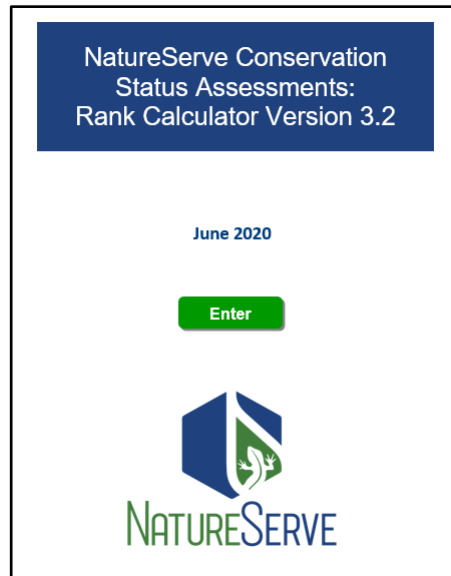 NatureServe Conservation
Status Assessments:
Rank Calculator Version 3.2
June 2020
Enter
NATURESERVE